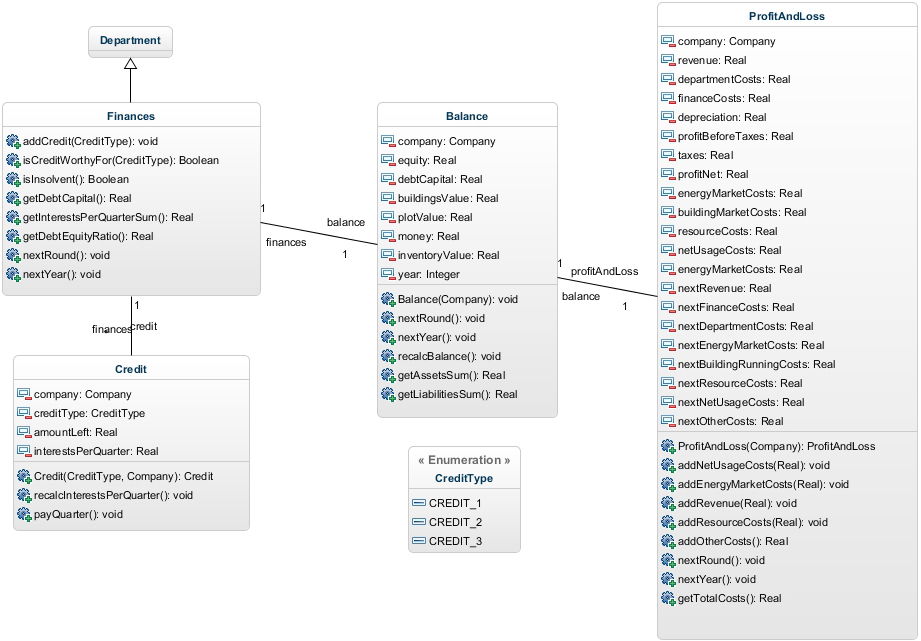 Department
Finances
addCredit(CreditType): void
isCreditWorthyFor(CreditType): Boolean
isInsolvent(): Boolean
getDebtCapital(): Real
getInterestsPerQuarterSum(): Real
getDebtEquityRatio(): Real
nextRound(): void
nextYear(): void
1
finances
balance
1
1
finances
credit
*
Credit
company: Company
creditType: CreditType
amountLeft: Real
interestsPerQuarter: Real
Credit(CreditType, Company): Credit
recalcInterestsPerQuarter(): void
payQuarter(): void
Balance
company: Company
equity: Real
debtCapital: Real
buildingsValue: Real
plotValue: Real
money: Real
inventoryValue: Real
year: Integer
Balance(Company): void
nextRound(): void
nextYear(): void
recalcBalance(): void
getAssetsSum(): Real
getLiabilitiesSum(): Real
1
profitAndLoss
balance
1
« Enumeration »
CreditType
CREDIT_1
CREDIT_2
CREDIT_3
ProfitAndLoss
company: Company
revenue: Real
departmentCosts: Real
financeCosts: Real
depreciation: Real
profitBeforeTaxes: Real
taxes: Real
profitNet: Real
energyMarketCosts: Real
buildingMarketCosts: Real
resourceCosts: Real
netUsageCosts: Real
energyMarketCosts: Real
nextRevenue: Real
nextFinanceCosts: Real
nextDepartmentCosts: Real
nextEnergyMarketCosts: Real
nextBuildingRunningCosts: Real
nextResourceCosts: Real
nextNetUsageCosts: Real
nextOtherCosts: Real
ProfitAndLoss(Company): ProfitAndLoss
addNetUsageCosts(Real): void
addEnergyMarketCosts(Real): void
addRevenue(Real): void
addResourceCosts(Real): void
addOtherCosts(): Real
nextRound(): void
nextYear(): void
getTotalCosts(): Real